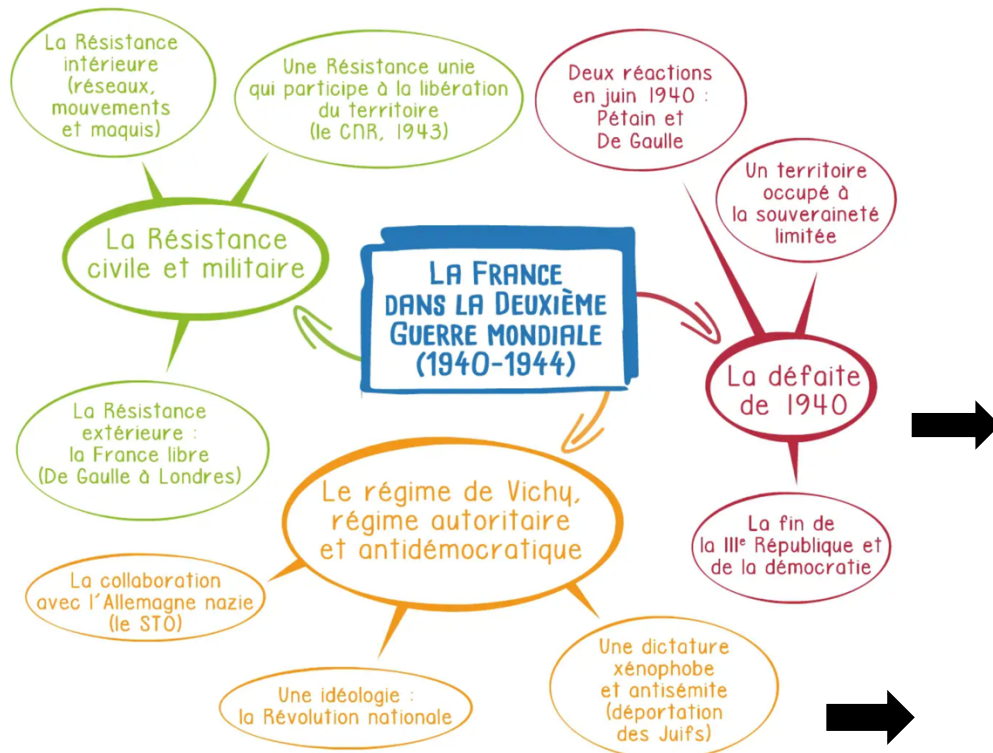 La Résistance
intérieure
(réseaux,
mouvements
et maquis)
Une Résistance unie
qui participe à la libération
du territoire
(le CNR, 1943)
La Résistance
civile et militaire
La Résistance
extérieure :
la France libre
(De Gaulle à Londres)
LA FRANCE
DANS LA DEUXIÈME
GUERRE MONDIALE
(1940-1944)
Deux réactions
en juin 1940 :
Pétain et
De Gaulle
Un territoire
occupé à
la souveraineté
limitée
La défaite
de 1940
La fin de
la IIIe République et
de la démocratie
Le régime de Vichy,
régime autoritaire
et antidémocratique
La collaboration
avec l'Allemagne nazie
(le STO)
Une idéologie :
la Révolution nationale
Une dictature
xénophobe
et antisémite
(déportation
des Juifs)